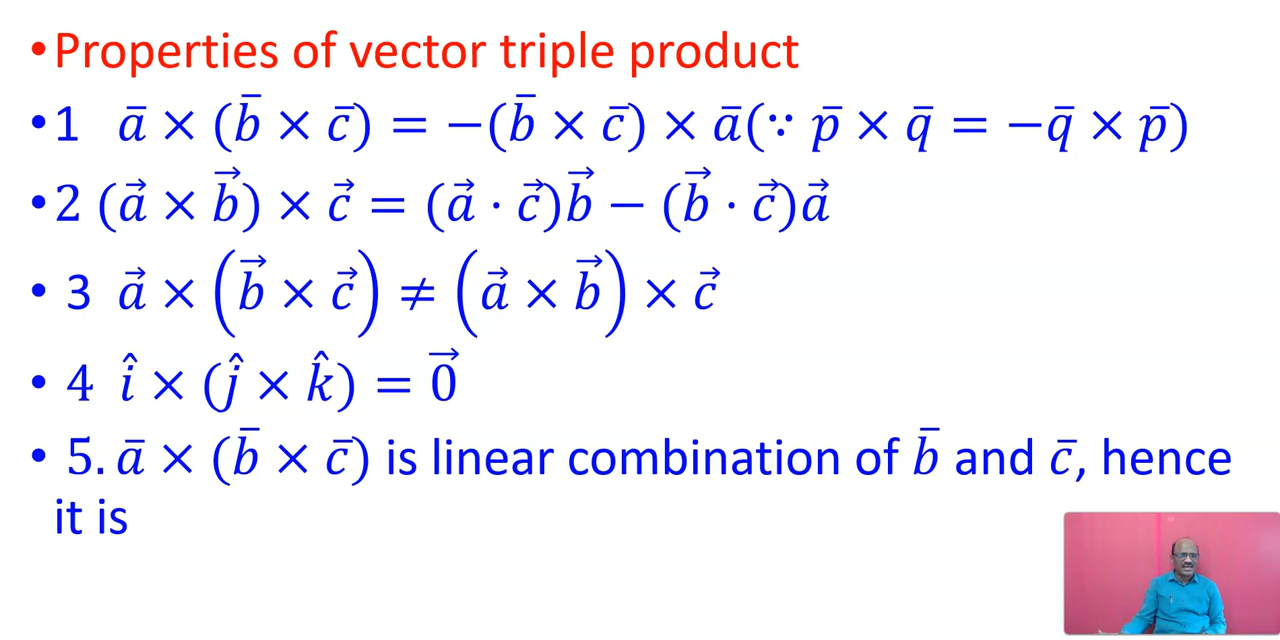 •Properties of vector triple product
•1 a̅ × (b̅ × c̅) = −(b̅ × c̅) × a̅(∵ p̅ × q̅ = −q̅ × p̅)
•2 (a⃗ × b⃗) × c⃗ = (a⃗ · c⃗)b⃗ − (b⃗ · c⃗)a⃗
• 3 a⃗ × (b⃗ × c⃗) ≠ (a⃗ × b⃗) × c⃗
• 4 î × (ĵ × k̂) = 0⃗
• 5. a̅ × (b̅ × c̅) is linear combination of b̅ and c̅, hence
it is